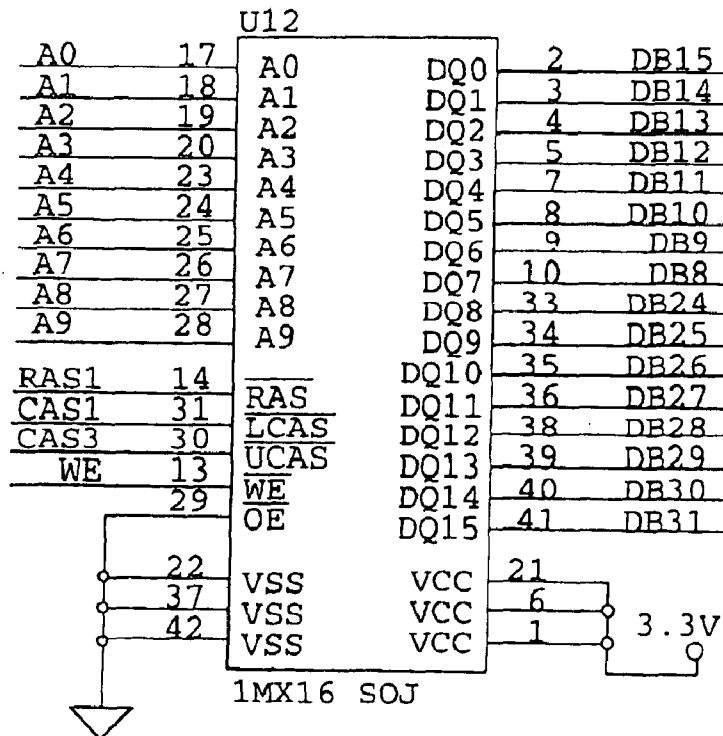 U12
A0 17 A0 DQ0 2 DB15
A1 18 A1 DQ1 3 DB14
A2 19 A2 DQ2 4 DB13
A3 20 A3 DQ3 5 DB12
A4 23 A4 DQ4 7 DB11
A5 24 A5 DQ5 8 DB10
A6 25 A6 DQ6 9 DB9
A7 26 A7 DQ7 10 DB8
A8 27 A8 DQ8 33 DB24
A9 28 A9 DQ9 34 DB25
RAS1 14 RAS DQ10 35 DB26
CAS1 31 LCAS DQ11 36 DB27
CAS3 30 UCAS DQ12 38 DB28
WE 13 WE DQ13 39 DB29
29 OE DQ14 40 DB30
DQ15 41 DB31
22 VSS VCC 21
37 VSS VCC 6
42 VSS VCC 1 3.3V
1MX16 SOJ